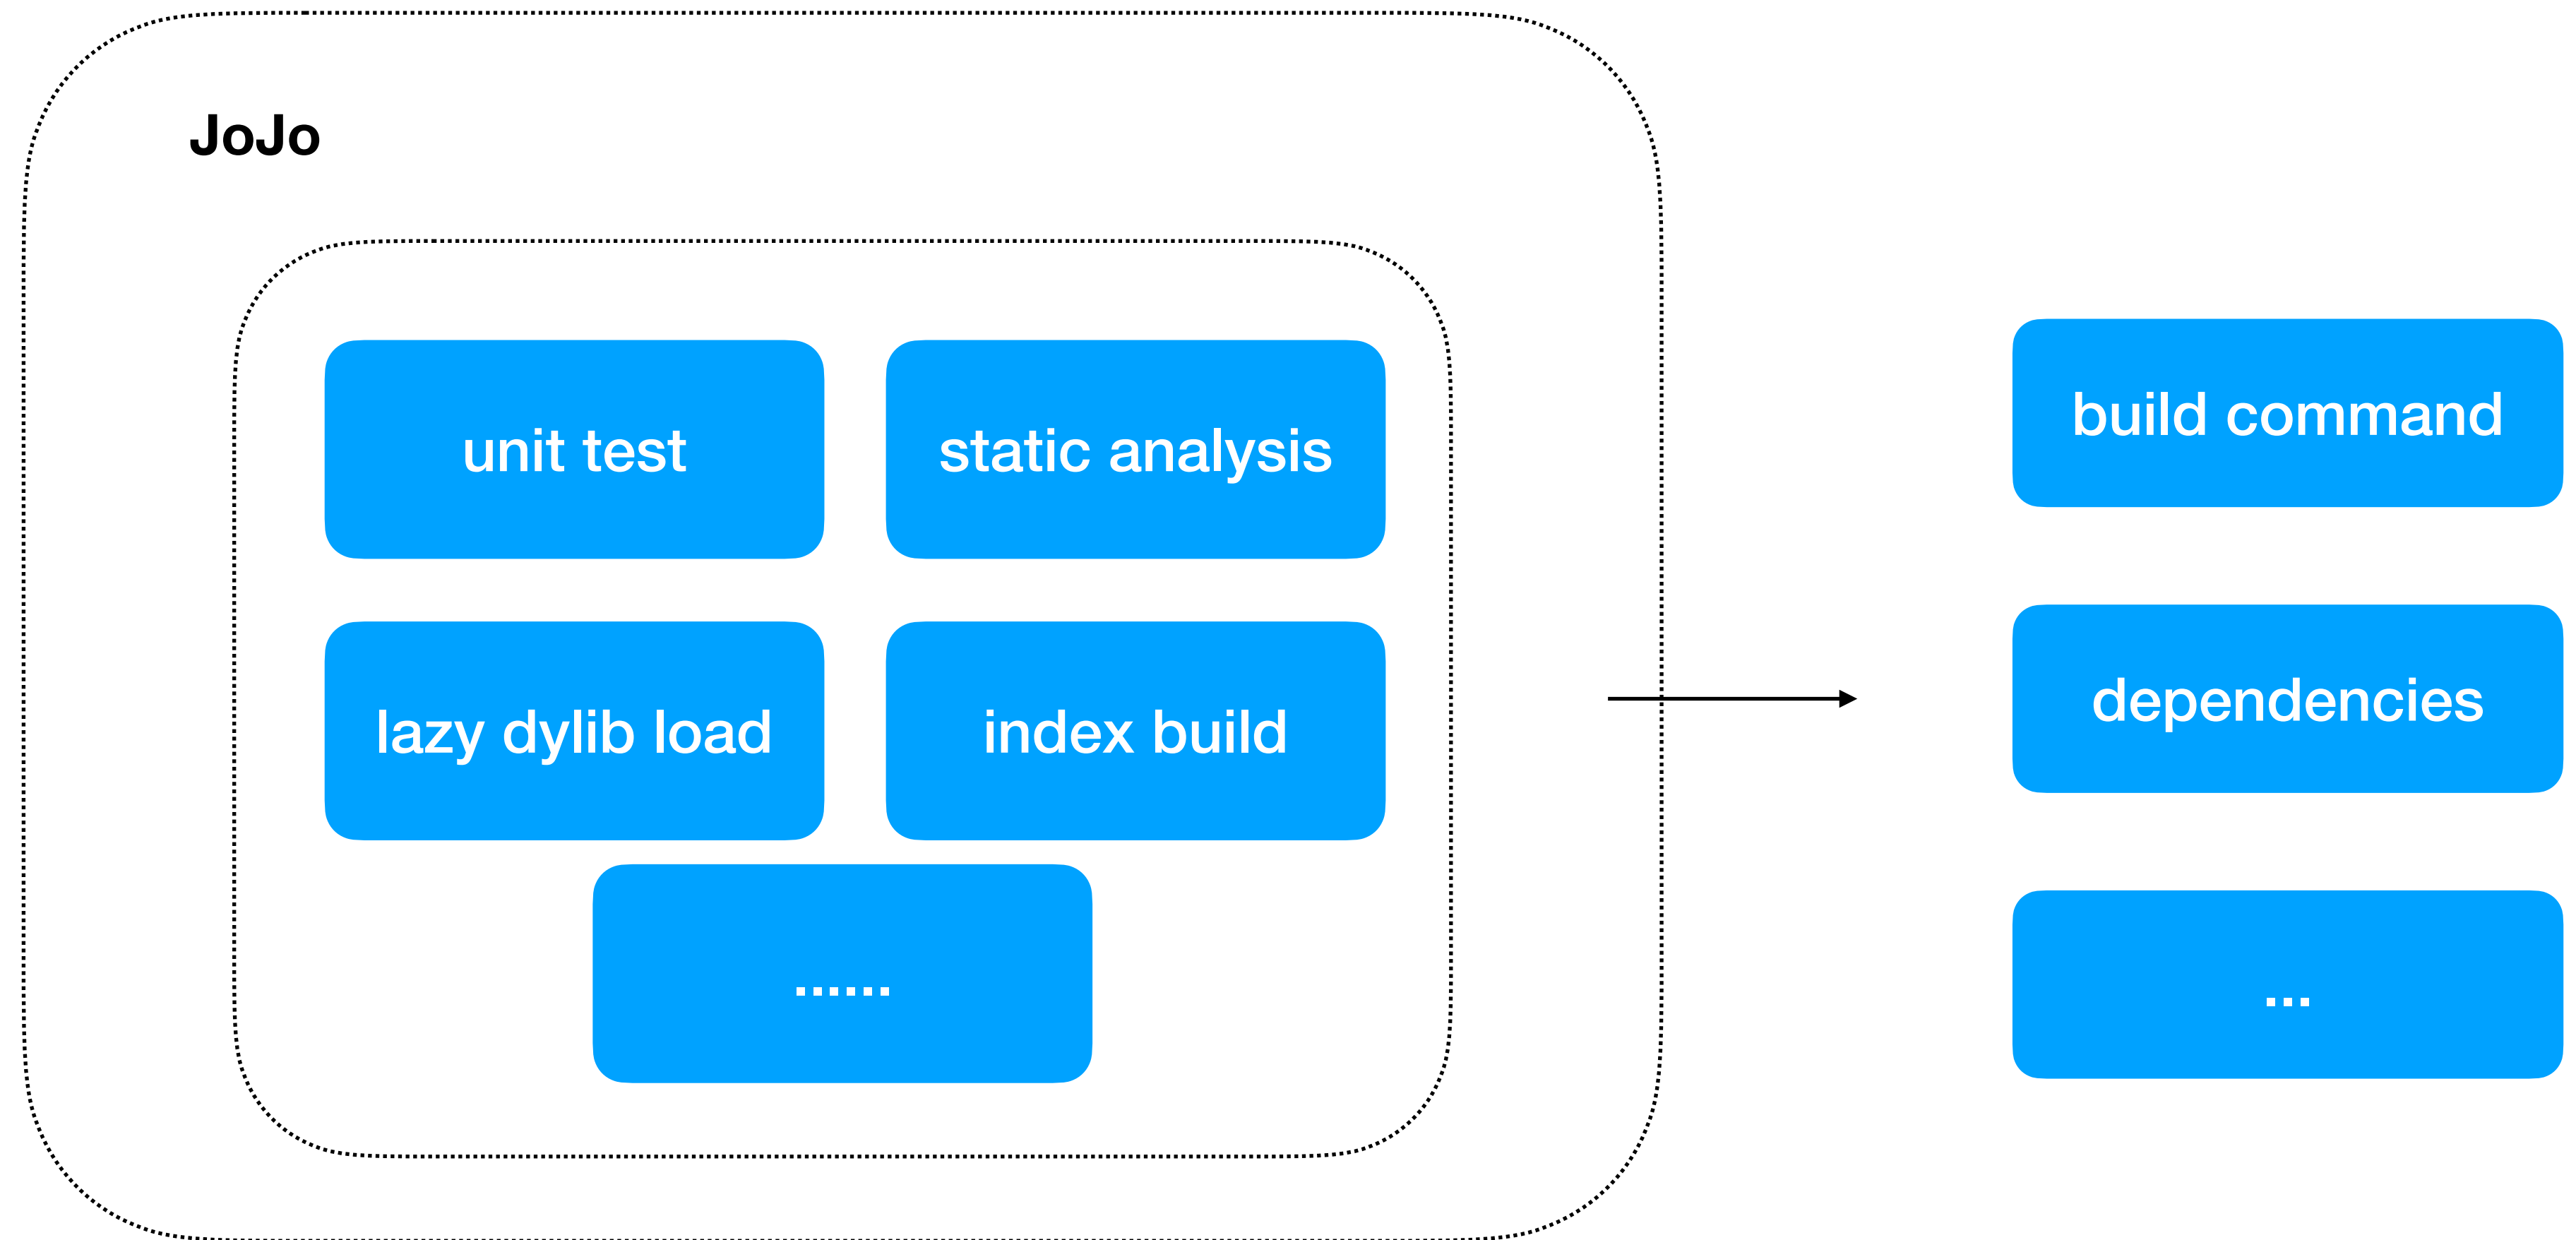 JoJo
unit test
static analysis
lazy dylib load
index build
......
build command
dependencies
...